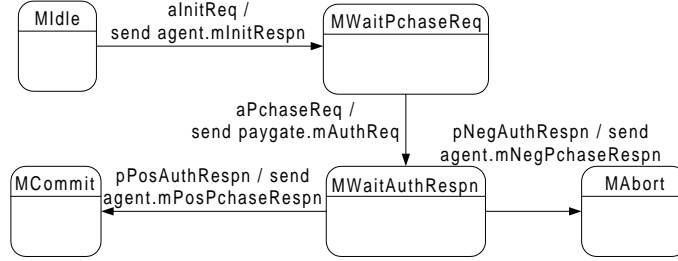 MIdle
aInitReq /
send agent.mInitRespn
MWaitPchaseReq
aPchaseReq /
send paygate.mAuthReq
pNegAuthRespn / send
agent.mNegPchaseRespn
MCommit
pPosAuthRespn / send
agent.mPosPchaseRespn
MWaitAuthRespn
MAbort